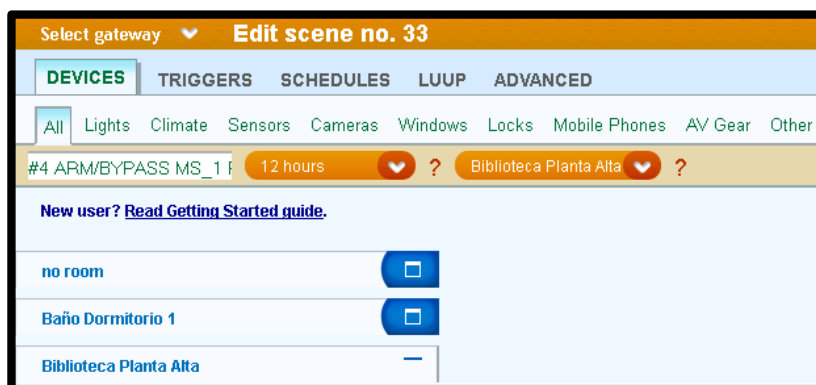 Select gateway Edit scene no. 33
DEVICES TRIGGERS SCHEDULES LUUP ADVANCED
All Lights Climate Sensors Cameras Windows Locks Mobile Phones AV Gear Other
#4 ARM/BYPASS MS_1 12 hours ? Biblioteca Planta Alta ?
New user? Read Getting Started guide.
no room
Baño Dormitorio 1
Biblioteca Planta Alta